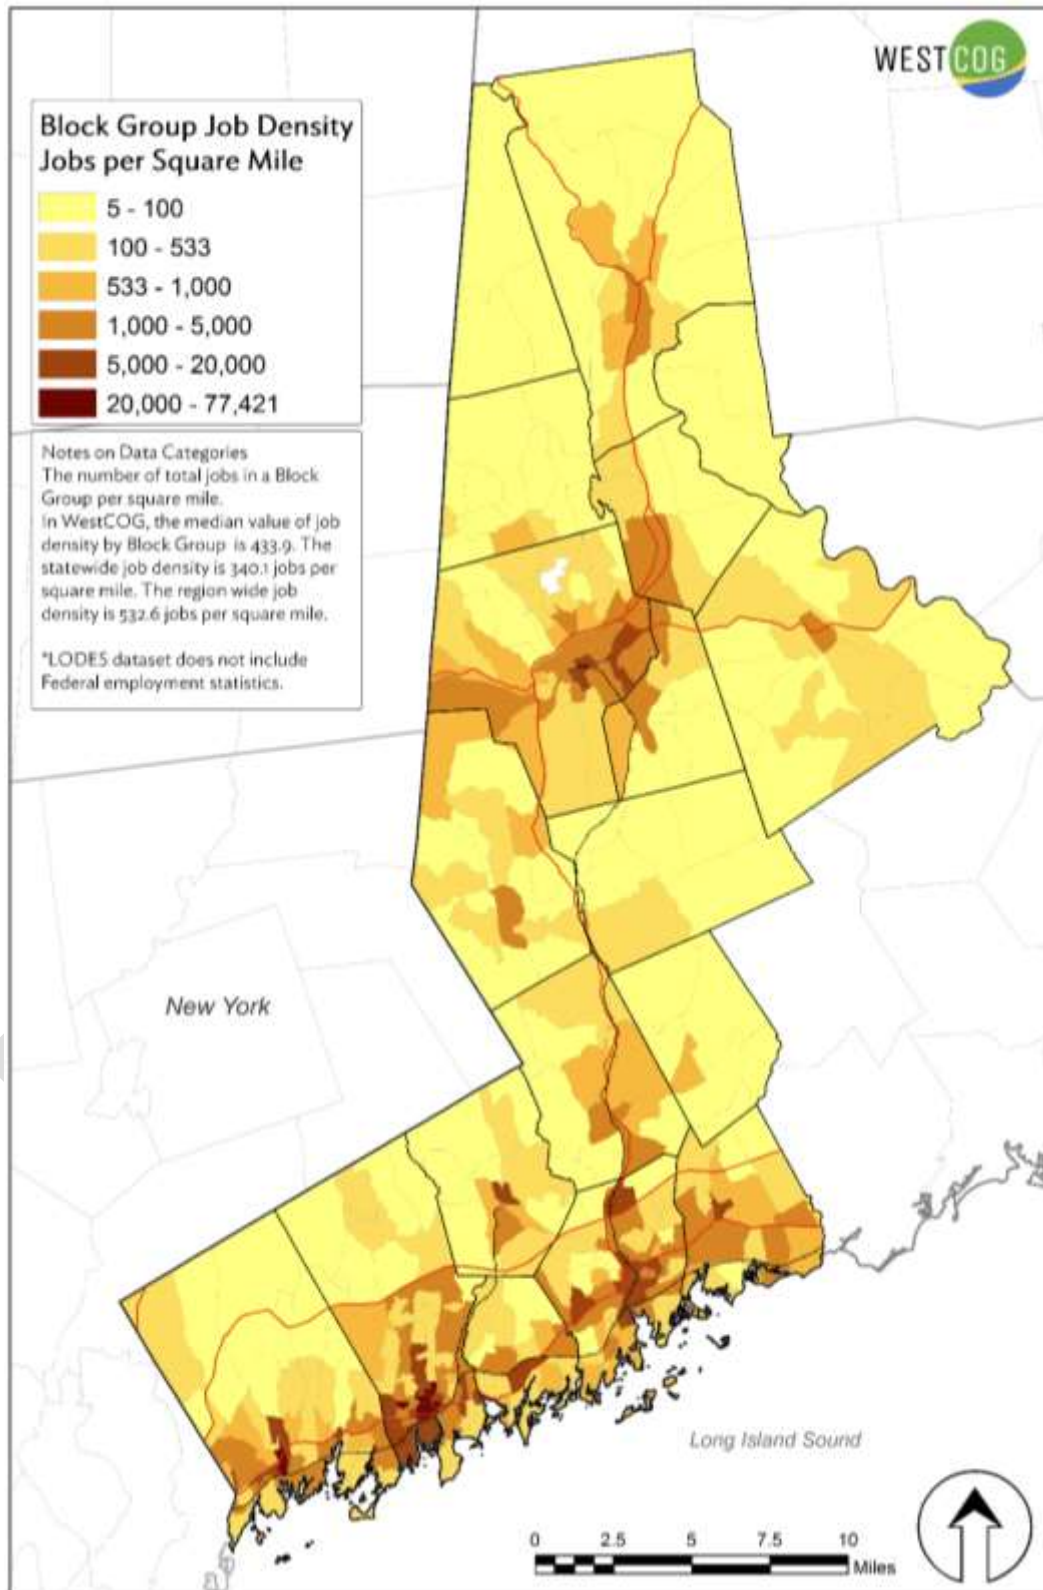 WESTCOG
Block Group Job Density
Jobs per Square Mile
5 - 100
100 - 533
533 - 1,000
1,000 - 5,000
5,000 - 20,000
20,000 - 77,421
Notes on Data Categories
The number of total jobs in a Block
Group per square mile.
In WestCOG, the median value of job
density by Block Group is 433.9. The
statewide job density is 340.1 jobs per
square mile. The region wide job
density is 532.6 jobs per square mile.
*LODES dataset does not include
Federal employment statistics.
New York
Long Island Sound
0 2.5 5 7.5 10
Miles